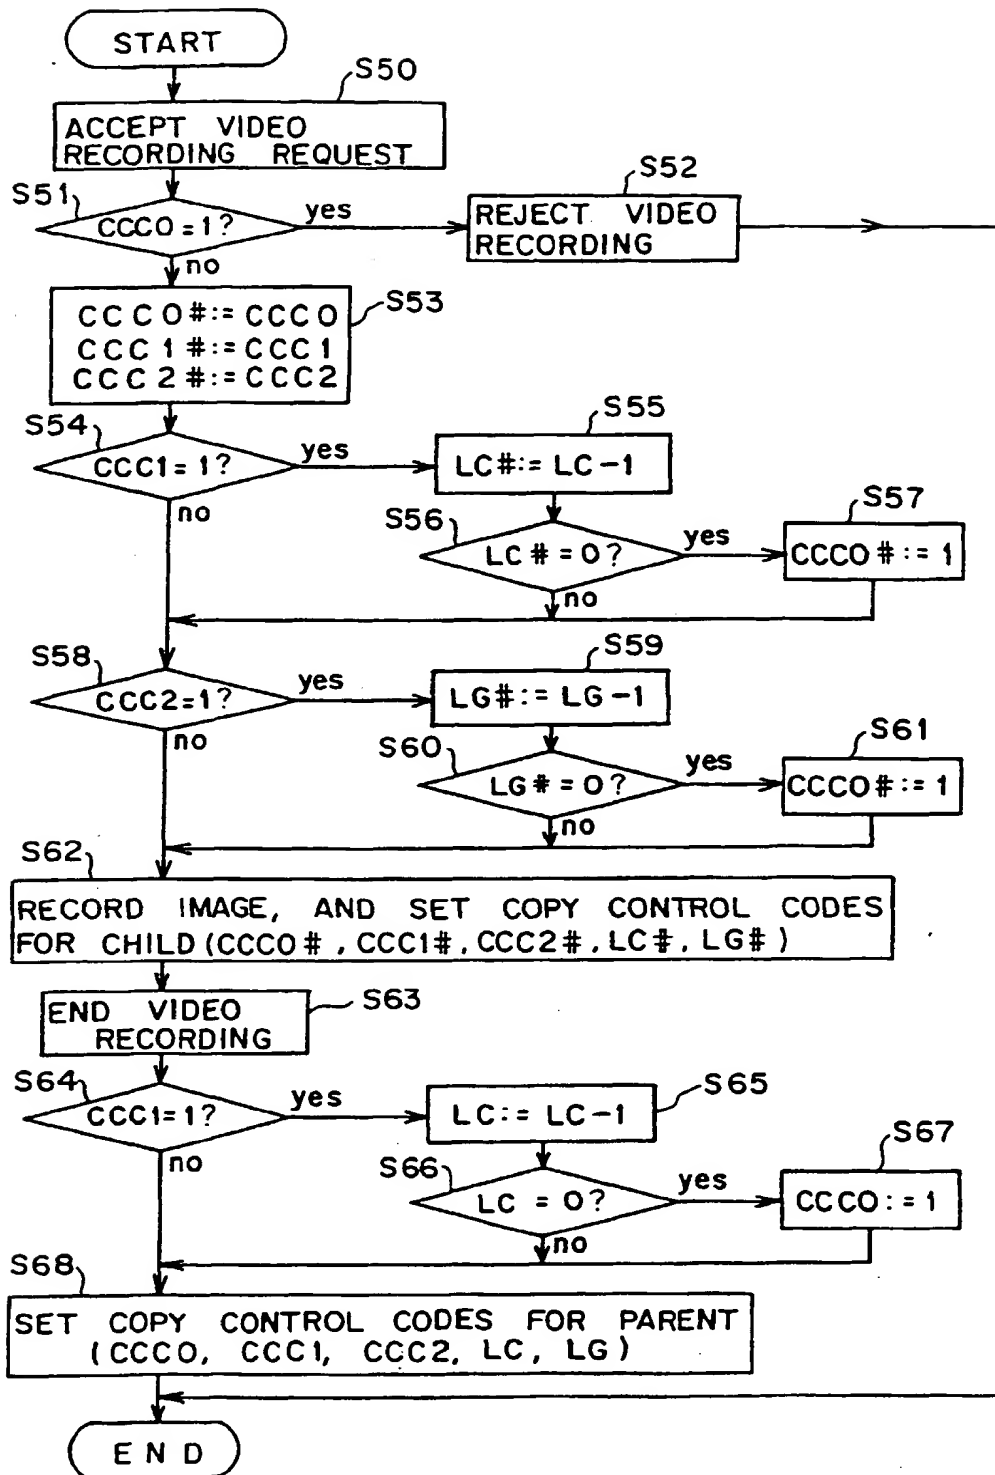 START
S50
ACCEPT VIDEO
RECORDING REQUEST
S51
CCC0=1?
yes
no
S52
REJECT VIDEO
RECORDING
S53
CCC0#:=CCC0
CCC1#:=CCC1
CCC2#:=CCC2
S54
CCC1=1?
yes
no
S55
LC#:=LC-1
S56
LC#=0?
yes
no
S57
CCC0#:=1
S58
CCC2=1?
yes
no
S59
LG#:=LG-1
S60
LG#=0?
yes
no
S61
CCC0#:=1
S62
RECORD IMAGE, AND SET COPY CONTROL CODES
FOR CHILD(CCC0#,CCC1#,CCC2#,LC#,LG#)
S63
END VIDEO
RECORDING
S64
CCC1=1?
yes
no
S65
LC:=LC-1
S66
LC=0?
yes
no
S67
CCC0:=1
S68
SET COPY CONTROL CODES FOR PARENT
(CCC0, CCC1, CCC2, LC, LG)
END